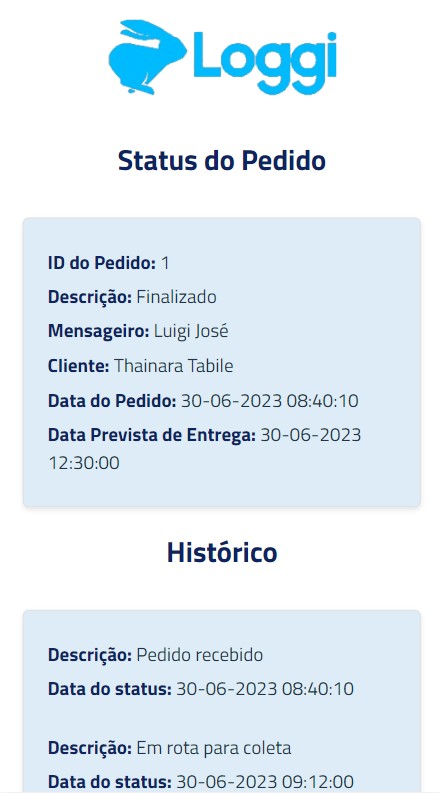 Loggi
Status do Pedido
ID do Pedido: 1
Descrição: Finalizado
Mensageiro: Luigi José
Cliente: Thainara Tabile
Data do Pedido: 30-06-2023 08:40:10
Data Prevista de Entrega: 30-06-2023
12:30:00
Histórico
Descrição: Pedido recebido
Data do status: 30-06-2023 08:40:10
Descrição: Em rota para coleta
Data do status: 30-06-2023 09:12:00